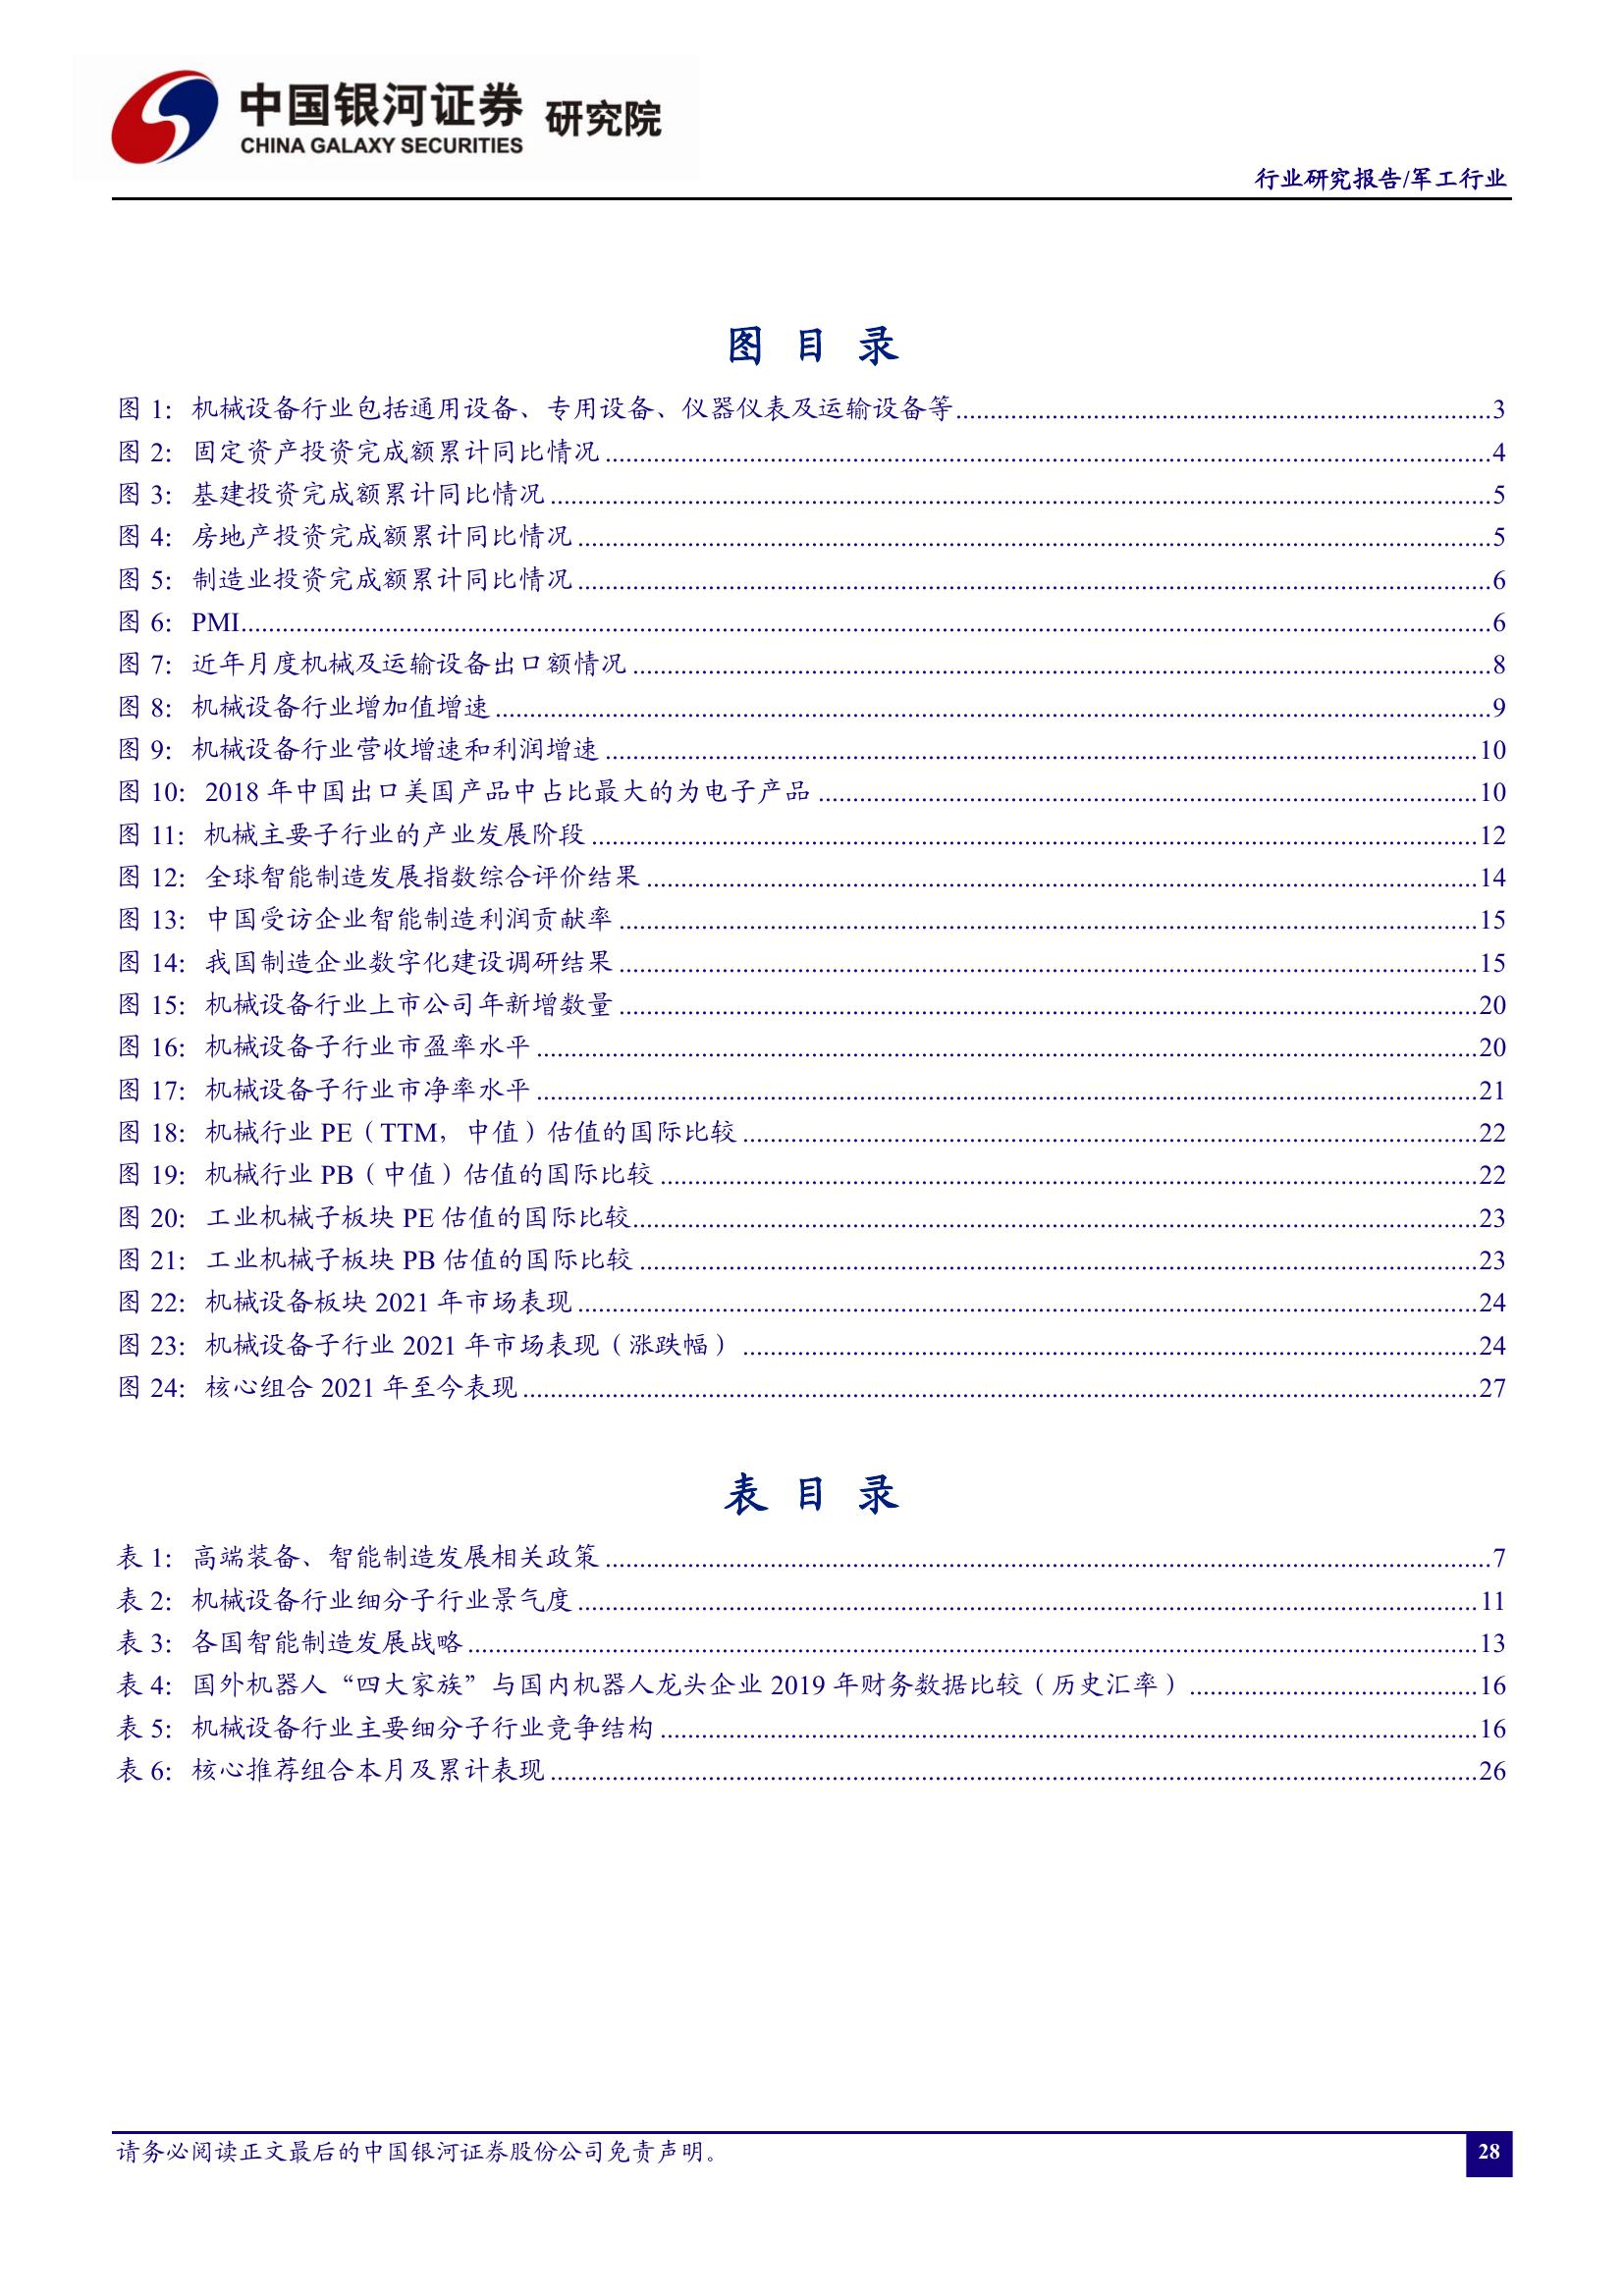 中国银河证券 研究院
CHINA GALAXY SECURITIES
行业研究报告/军工行业
图 目 录
图 1: 机械设备行业包括通用设备、专用设备、仪器仪表及运输设备等......3
图 2: 固定资产投资完成额累计同比情况......4
图 3: 基建投资完成额累计同比情况......5
图 4: 房地产投资完成额累计同比情况......5
图 5: 制造业投资完成额累计同比情况......6
图 6: PMI......6
图 7: 近年月度机械及运输设备出口额情况......8
图 8: 机械设备行业增加值增速......9
图 9: 机械设备行业营收增速和利润增速......10
图 10: 2018 年中国出口美国产品中占比最大的为电子产品......10
图 11: 机械主要子行业的产业发展阶段......12
图 12: 全球智能制造发展指数综合评价结果......14
图 13: 中国受访企业智能制造利润贡献率......15
图 14: 我国制造企业数字化建设调研结果......15
图 15: 机械设备行业上市公司年新增数量......20
图 16: 机械设备子行业市盈率水平......20
图 17: 机械设备子行业市净率水平......21
图 18: 机械行业 PE（TTM，中值）估值的国际比较......22
图 19: 机械行业 PB（中值）估值的国际比较......22
图 20: 工业机械子板块 PE 估值的国际比较......23
图 21: 工业机械子板块 PB 估值的国际比较......23
图 22: 机械设备板块 2021 年市场表现......24
图 23: 机械设备子行业 2021 年市场表现（涨跌幅）......24
图 24: 核心组合 2021 年至今表现......27
表 目 录
表 1: 高端装备、智能制造发展相关政策......7
表 2: 机械设备行业细分子行业景气度......11
表 3: 各国智能制造发展战略......13
表 4: 国外机器人“四大家族”与国内机器人龙头企业 2019 年财务数据比较（历史汇率）......16
表 5: 机械设备行业主要细分子行业竞争结构......16
表 6: 核心推荐组合本月及累计表现......26
请务必阅读正文最后的中国银河证券股份公司免责声明。
28